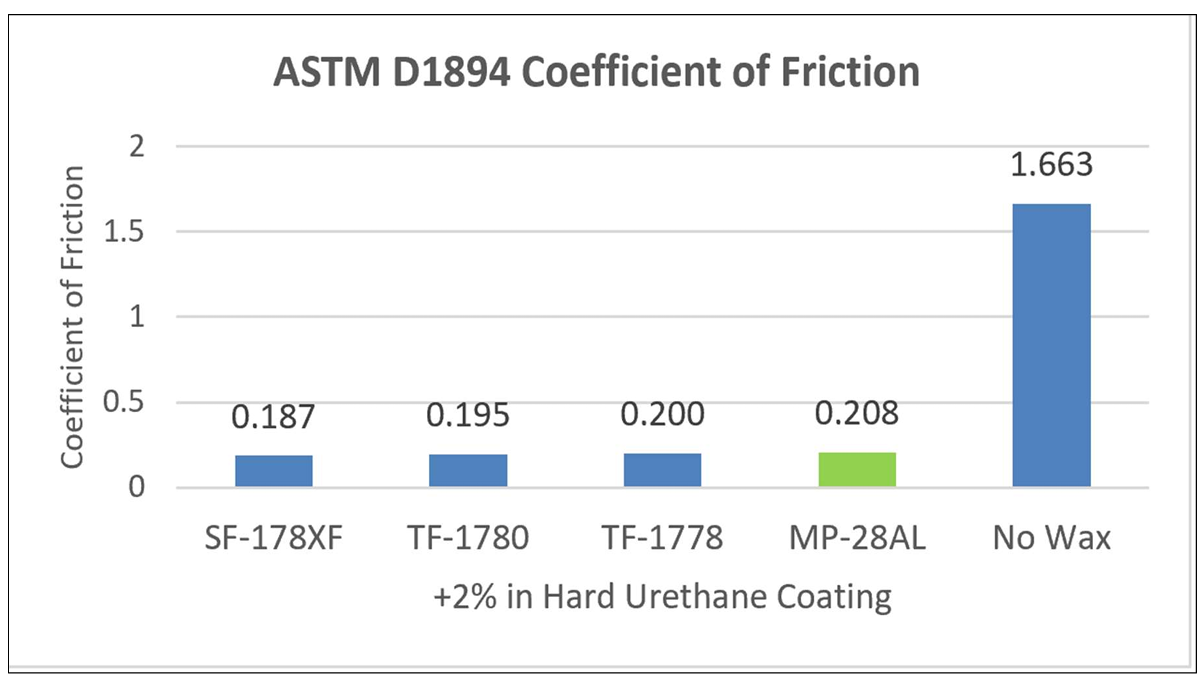 ASTM D1894 Coefficient of Friction
Coefficient of Friction
2
1.5
1
0.5
0
0.187
0.195
0.200
0.208
1.663
SF-178XF
TF-1780
TF-1778
MP-28AL
No Wax
+2% in Hard Urethane Coating